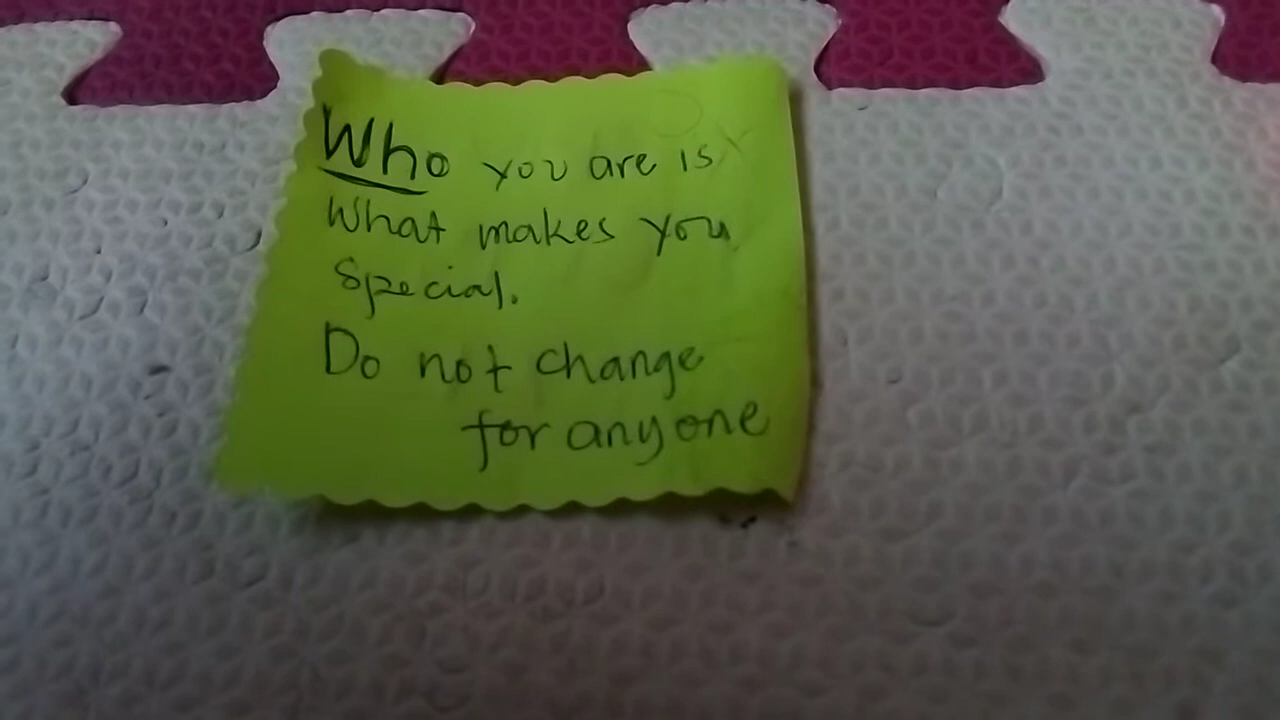 Who you are is
What makes you
special.
Do not change
for anyone